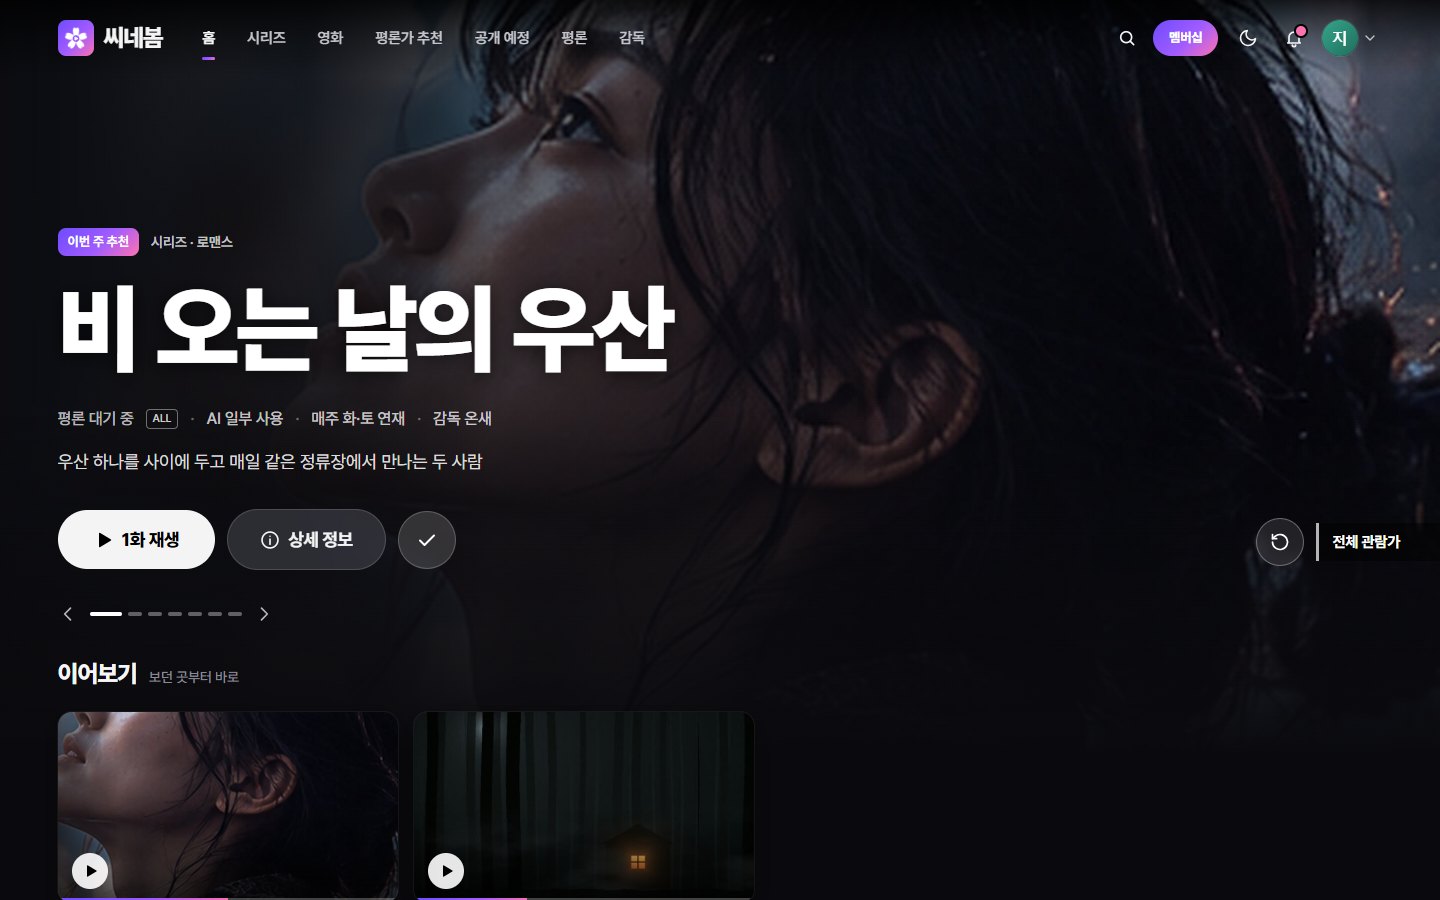 씨네봄
홈 시리즈 영화 평론가 추천 공개 예정 평론 감독
멤버십
지
이번 주 추천 시리즈 · 로맨스
비 오는 날의 우산
평론 대기 중 ALL · AI 일부 사용 · 매주 화·토 연재 · 감독 온새
우산 하나를 사이에 두고 매일 같은 정류장에서 만나는 두 사람
1화 재생 상세 정보
전체 관람가
이어보기 보던 곳부터 바로